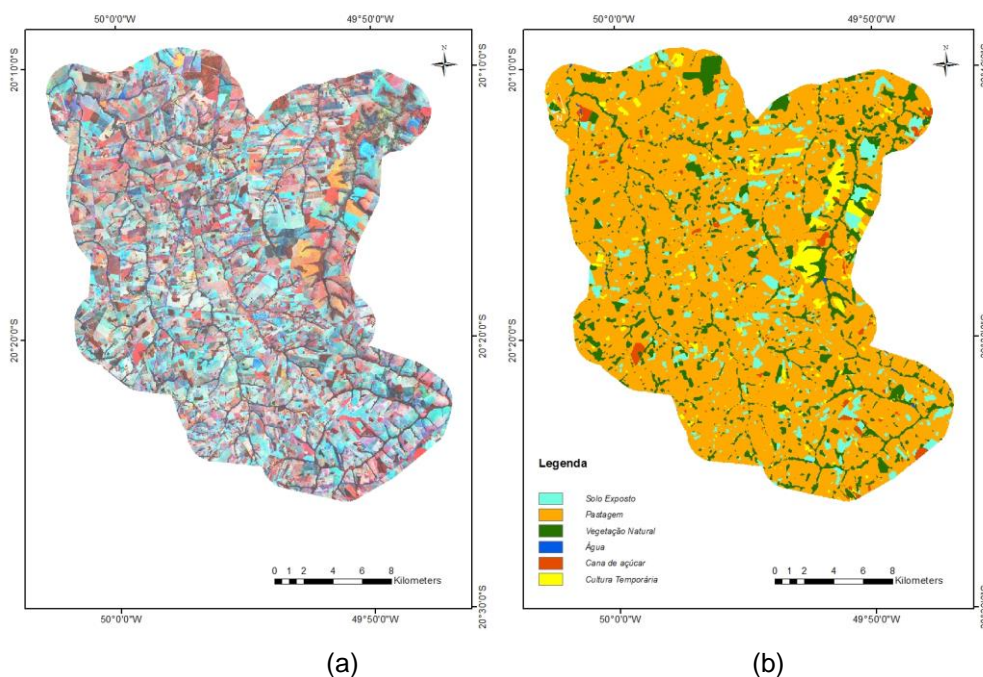 50°0'0"W 49°50'0"W
20°10'0"S 20°10'0"S
20°20'0"S 20°20'0"S
20°30'0"S
0 1 2 4 6 8
Kilometers
50°0'0"W 49°50'0"W
(a)
50°0'0"W 49°50'0"W
Legenda
Solo Exposto
Pastagem
Vegetação Natural
Água
Cana de açúcar
Cultura Temporária
0 1 2 4 6 8
Kilometers
50°0'0"W 49°50'0"W
(b)